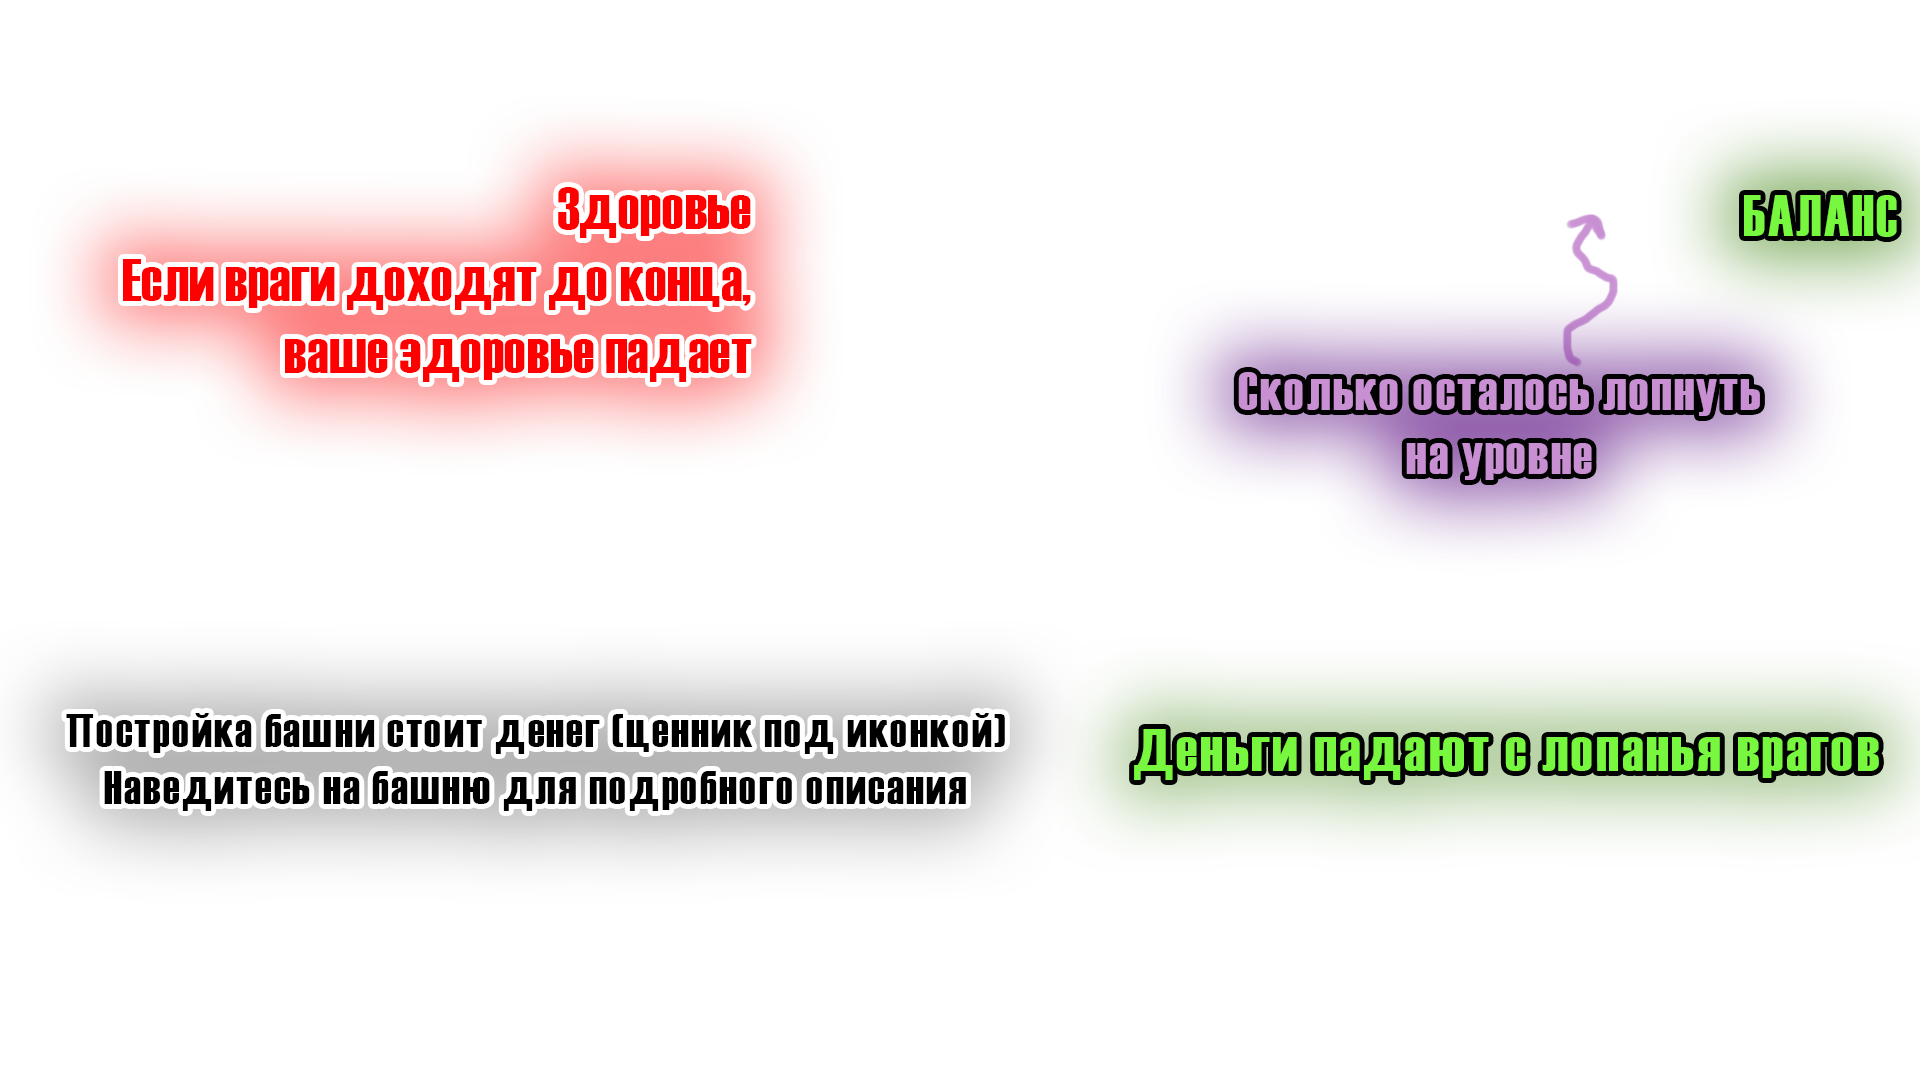 Здоровье
Если враги доходят до конца,
ваше эдоровье падает
БАЛАНС
Сколько осталось лопнуть
на уровне
Постройка башни стоит денег (ценник под иконкой)
Наведитесь на башню для подробного описания
Деньги падают с лопанья врагов